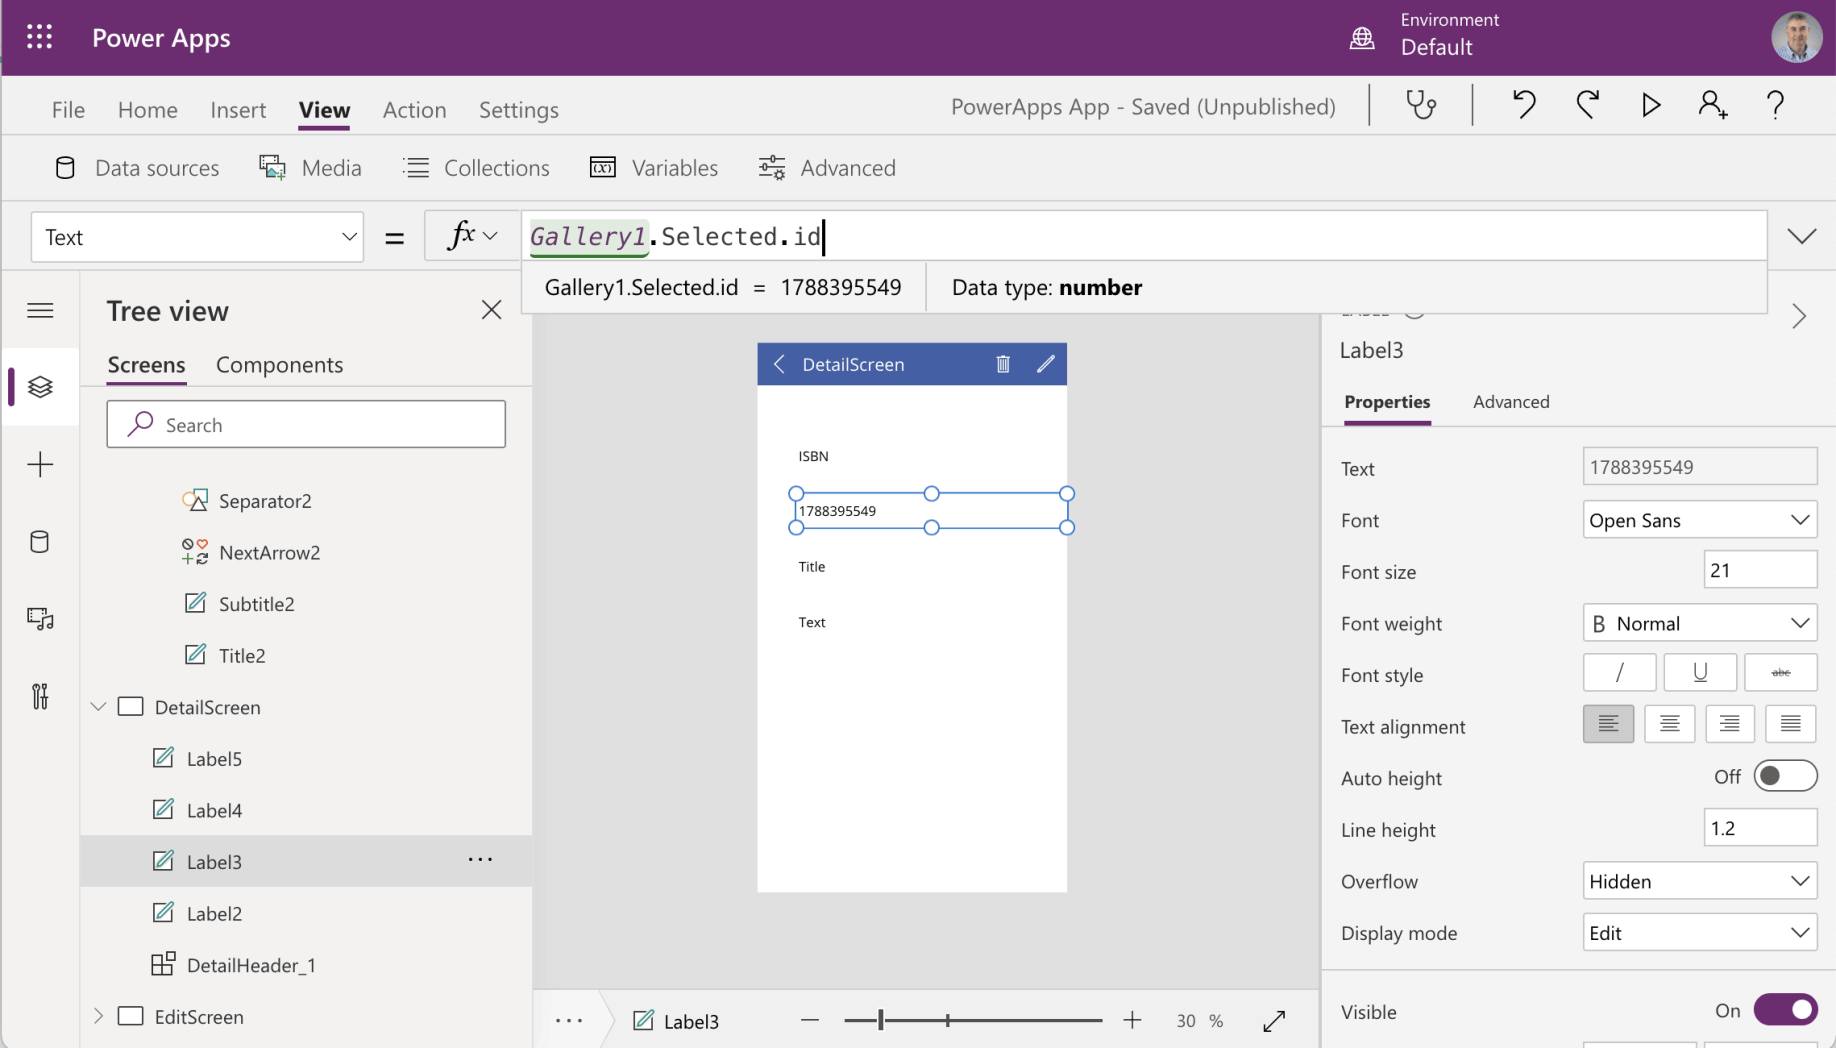 Power Apps
Environment
Default
File Home Insert View Action Settings
PowerApps App - Saved (Unpublished)
Data sources Media Collections (x) Variables Advanced
Text = fx Gallery1.Selected.id
Gallery1.Selected.id = 1788395549 Data type: number
Tree view
Screens Components
Search
Separator2
NextArrow2
Subtitle2
Title2
DetailScreen
Label5
Label4
Label3 ...
Label2
DetailHeader_1
EditScreen
DetailScreen
ISBN
1788395549
Title
Text
... Label3
30 %
Label3
Properties Advanced
Text 1788395549
Font Open Sans
Font size 21
Font weight B Normal
Font style / U abc
Text alignment
Auto height Off
Line height 1.2
Overflow Hidden
Display mode Edit
Visible On